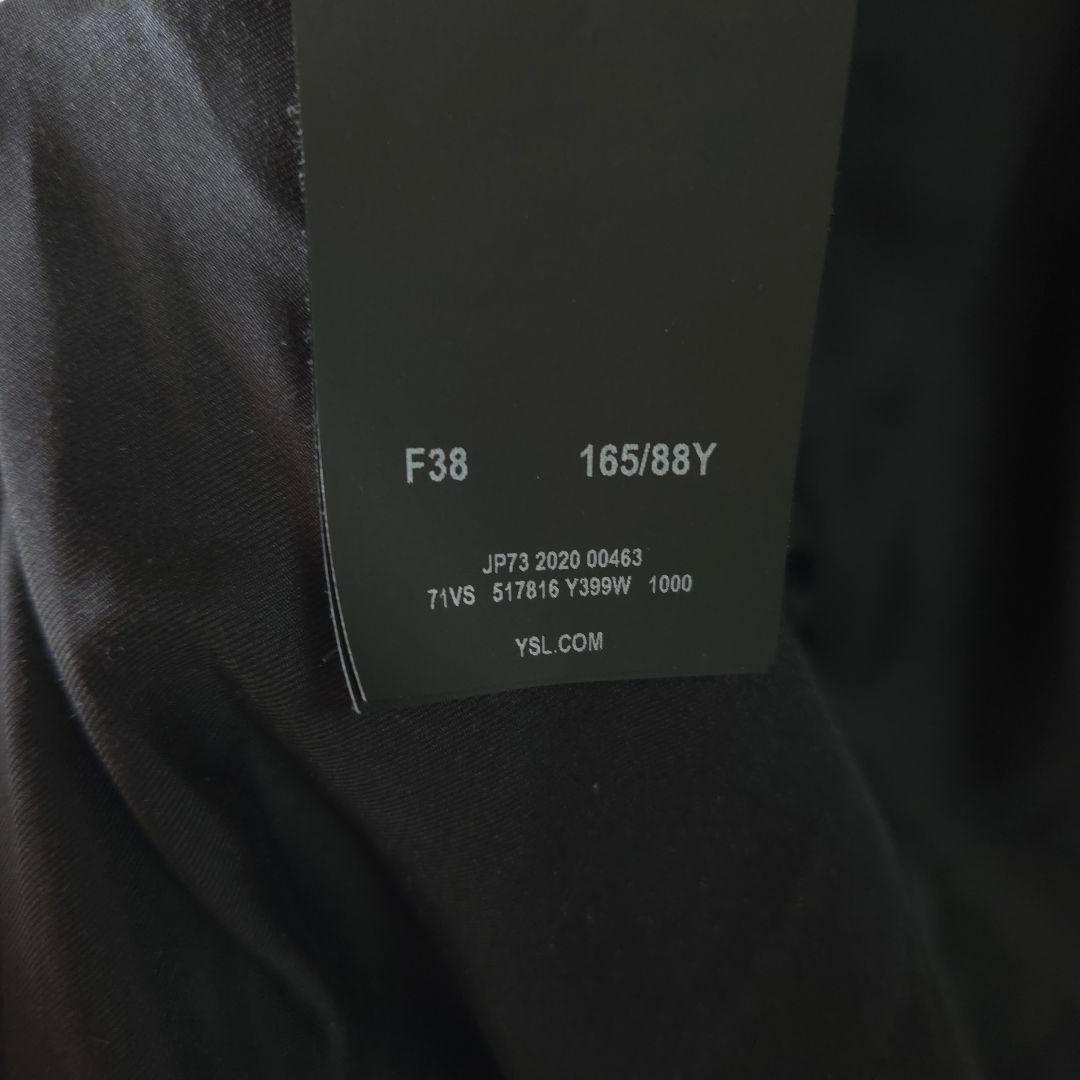 F38 165/88Y
JP73 2020 00463
71VS 517816 Y399W 1000
YSL.COM